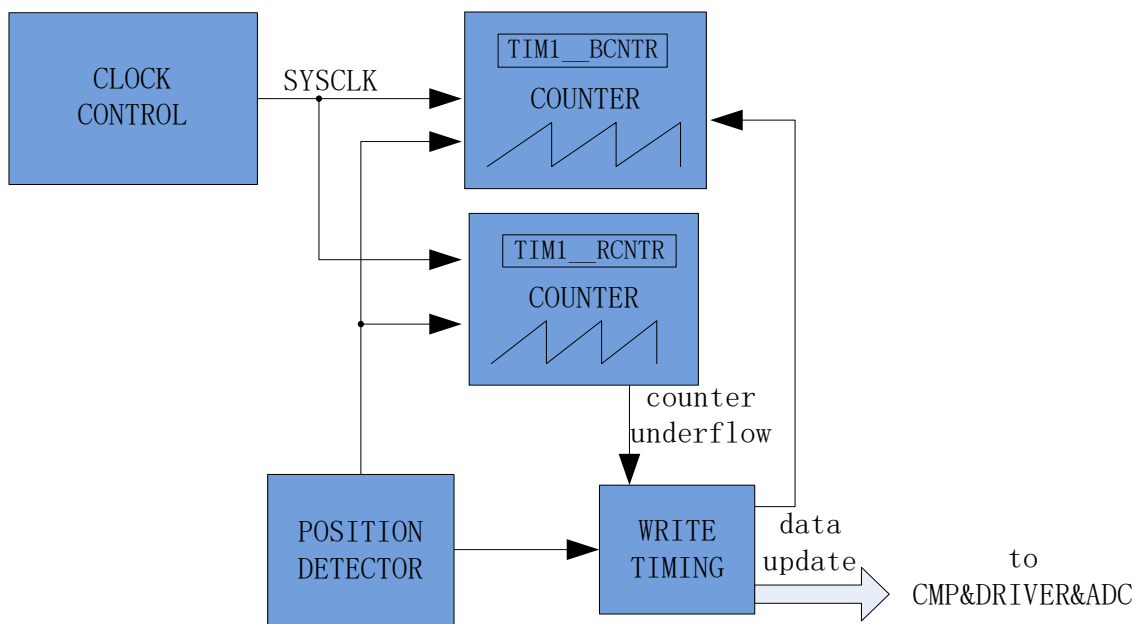 CLOCK
CONTROL
SYSCLK
TIM1__BCNTR
COUNTER
TIM1__RCNTR
COUNTER
counter
underflow
POSITION
DETECTOR
WRITE
TIMING
data
update
to
CMP&DRIVER&ADC